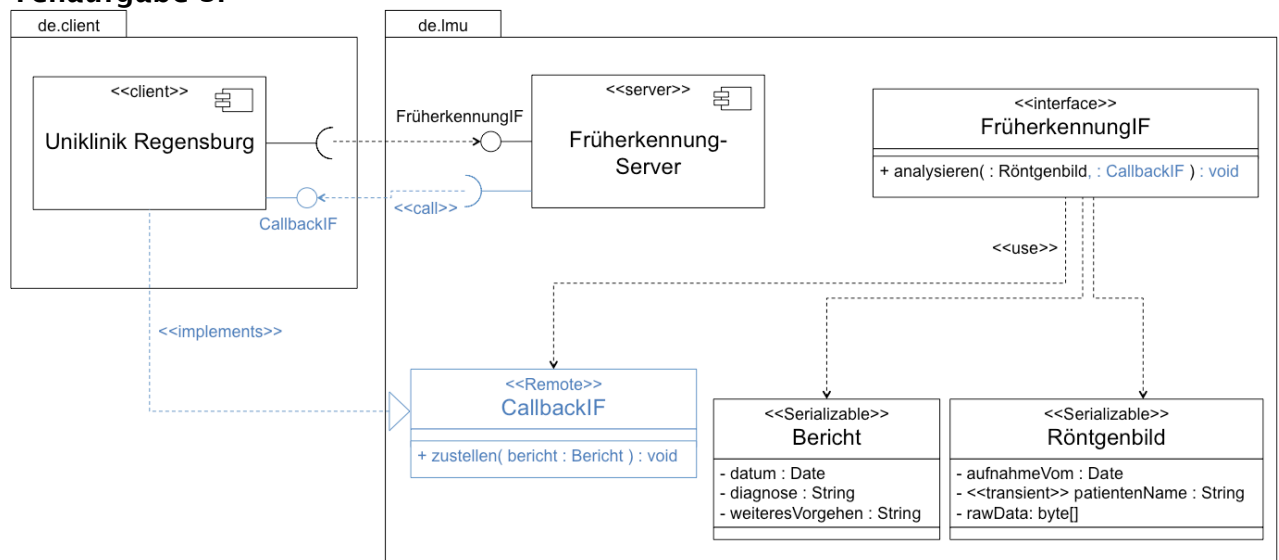 de.client
de.lmu
<<client>>
Uniklinik Regensburg
FrüherkennungIF
<<server>>
Früherkennung-
Server
<<interface>>
FrüherkennungIF
+ analysieren( : Röntgenbild, : CallbackIF ) : void
CallbackIF
<<call>>
<<use>>
<<implements>>
<<Remote>>
CallbackIF
+ zustellen( bericht : Bericht ) : void
<<Serializable>>
Bericht
- datum : Date
- diagnose : String
- weiteresVorgehen : String
<<Serializable>>
Röntgenbild
- aufnahmeVom : Date
- <<transient>> patientenName : String
- rawData: byte[]